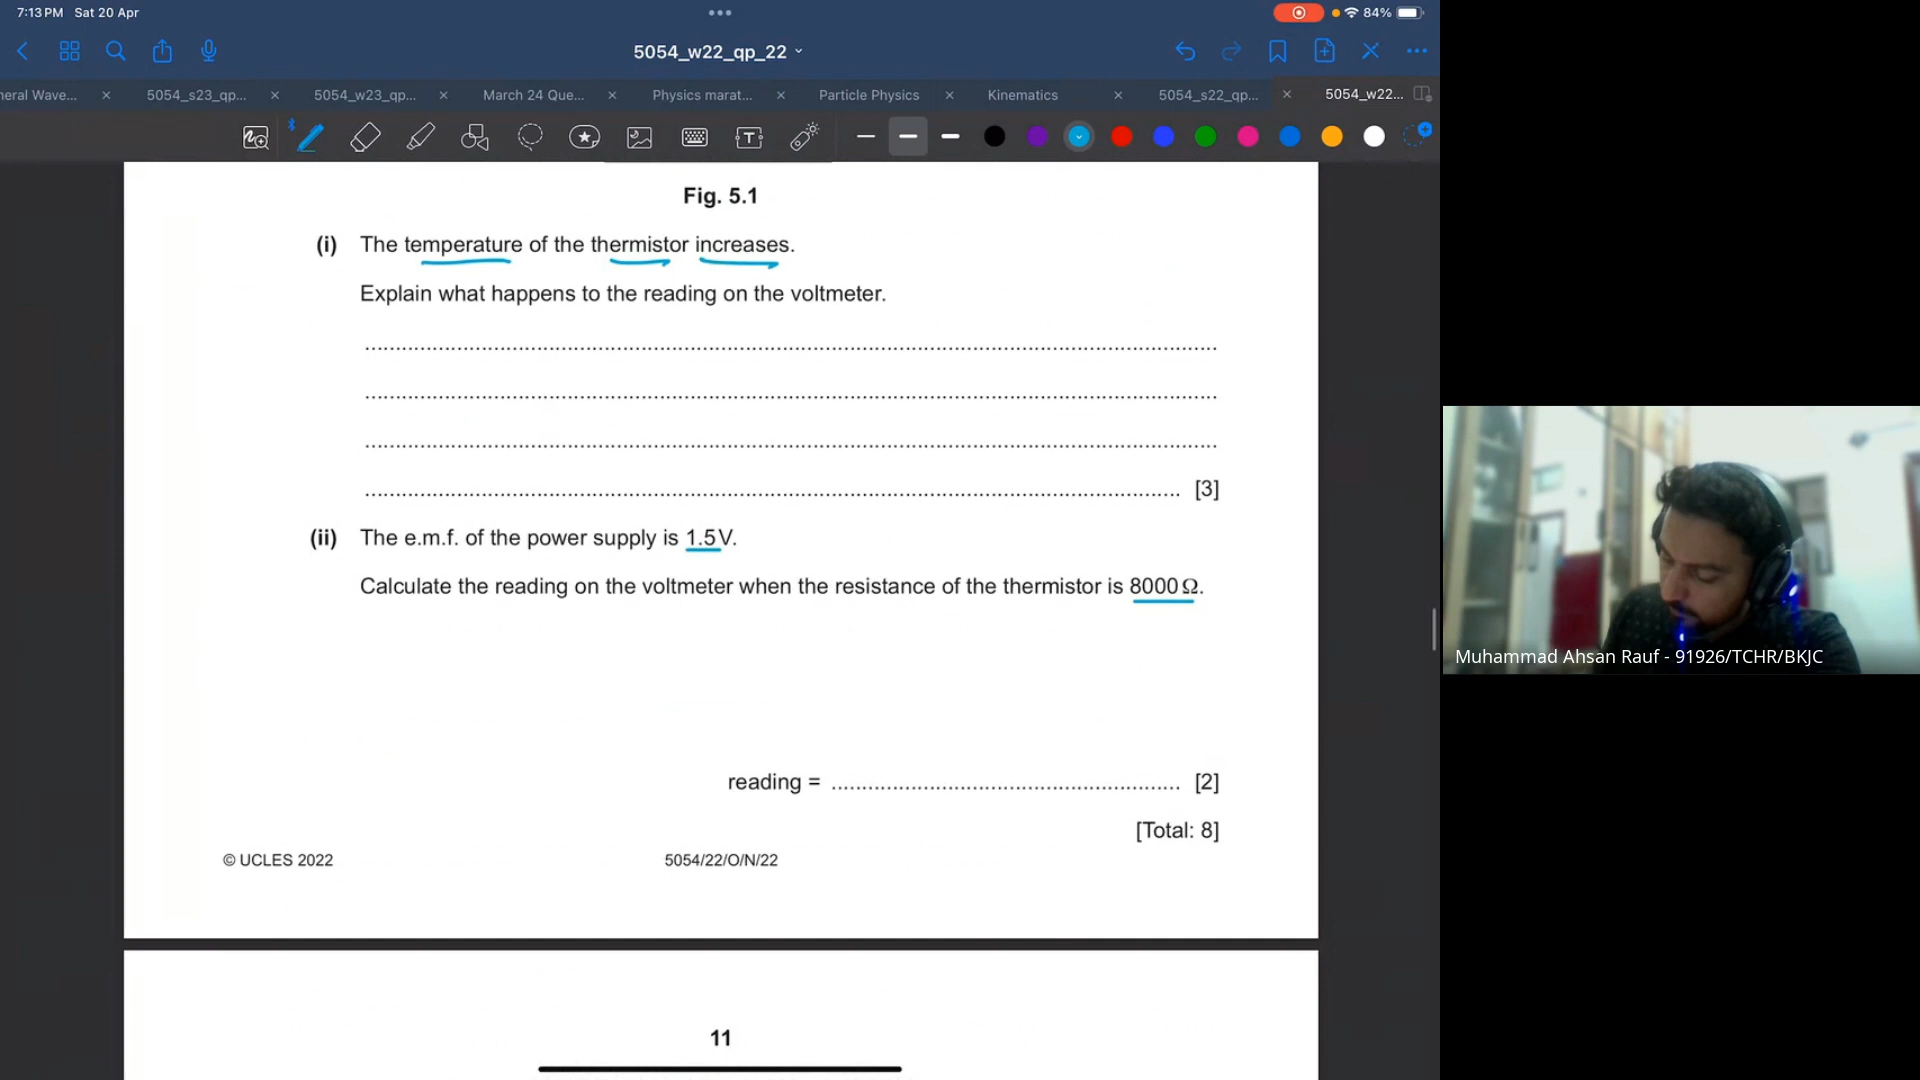 7:13 PM Sat 20 Apr
84%
5054_w22_qp_22
neral Wave...
5054_s23_qp...
5054_w23_qp...
March 24 Que...
Physics marat...
Particle Physics
Kinematics
5054_s22_qp...
5054_w22...
Fig. 5.1
(i) The temperature of the thermistor increases.
Explain what happens to the reading on the voltmeter.
[3]
(ii) The e.m.f. of the power supply is 1.5V.
Calculate the reading on the voltmeter when the resistance of the thermistor is 8000Ω.
reading = [2]
[Total: 8]
© UCLES 2022
5054/22/O/N/22
11
Muhammad Ahsan Rauf - 91926/TCHR/BKJC